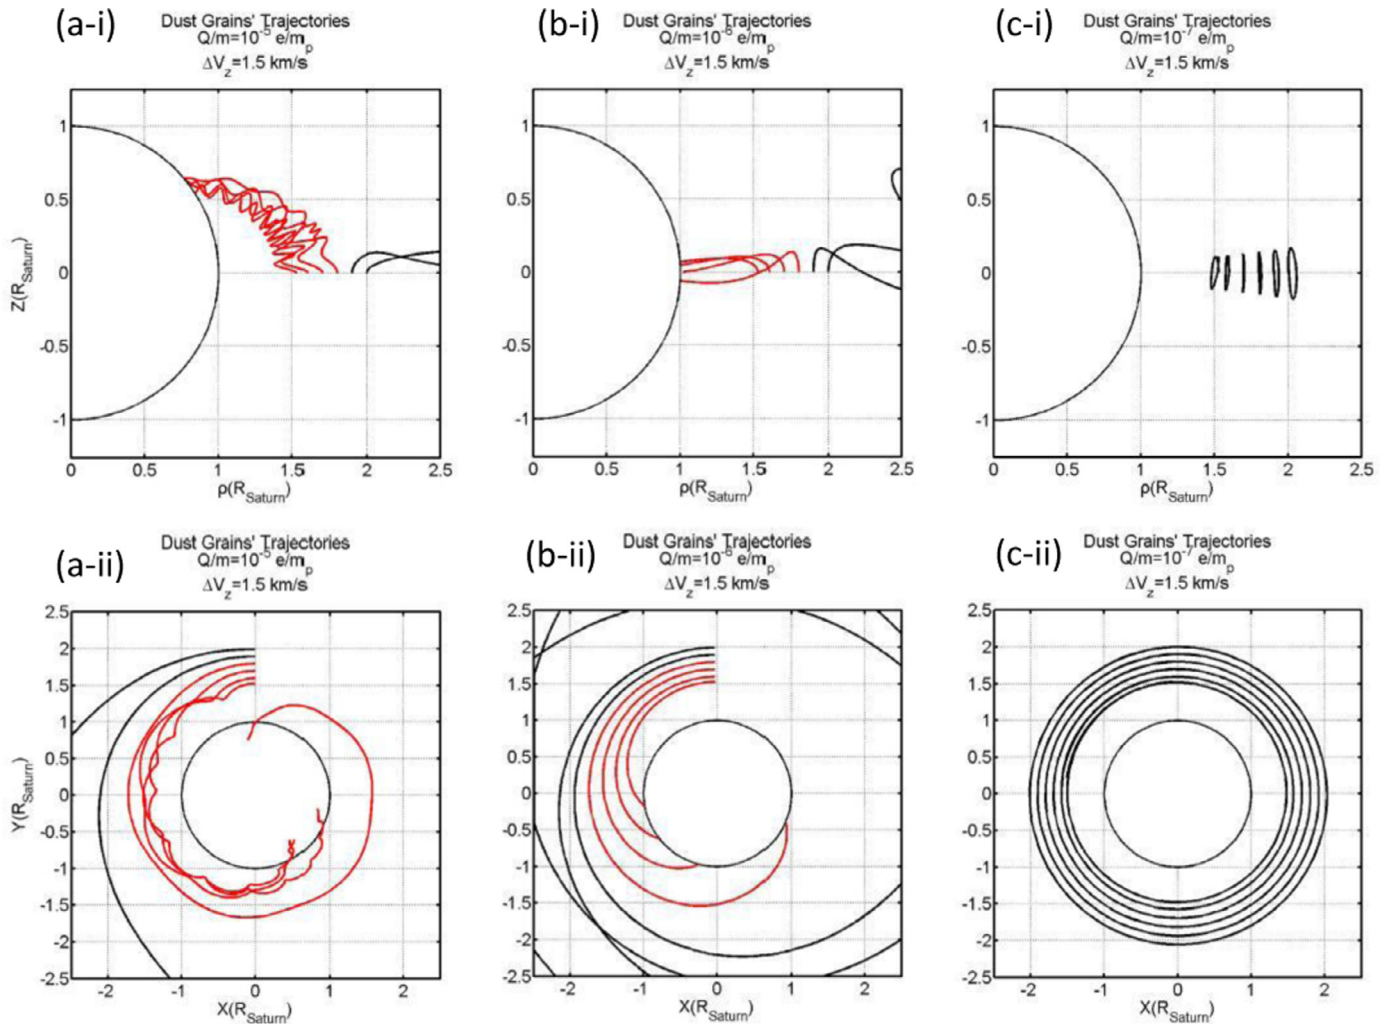 (a-i)
Dust Grains' Trajectories
Q/m=10^-5 e/m_p
ΔV_z=1.5 km/s
1
0.5
0
-0.5
-1
Z(R_Saturn)
0 0.5 1 1.5 2 2.5
ρ(R_Saturn)
(b-i)
Dust Grains' Trajectories
Q/m=10^-6 e/m_p
ΔV_z=1.5 km/s
1
0.5
0
-0.5
-1
0 0.5 1 1.5 2 2.5
ρ(R_Saturn)
(c-i)
Dust Grains' Trajectories
Q/m=10^-7 e/m_p
ΔV_z=1.5 km/s
1
0.5
0
-0.5
-1
0 0.5 1 1.5 2 2.5
ρ(R_Saturn)
(a-ii)
Dust Grains' Trajectories
Q/m=10^-5 e/m_p
ΔV_z=1.5 km/s
2.5
2
1.5
1
0.5
0
-0.5
-1
-1.5
-2
-2.5
Y(R_Saturn)
-2 -1 0 1 2
X(R_Saturn)
(b-ii)
Dust Grains' Trajectories
Q/m=10^-6 e/m_p
ΔV_z=1.5 km/s
2.5
2
1.5
1
0.5
0
-0.5
-1
-1.5
-2
-2.5
-2 -1 0 1 2
X(R_Saturn)
(c-ii)
Dust Grains' Trajectories
Q/m=10^-7 e/m_p
ΔV_z=1.5 km/s
2.5
2
1.5
1
0.5
0
-0.5
-1
-1.5
-2
-2.5
-2 -1 0 1 2
X(R_Saturn)